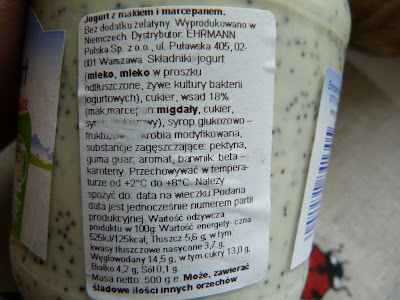 Jogurt z makiem i marcepanem.
Bez dodatku żelatyny. Wyprodukowano w
Niemczech. Dystrybutor: EHRMANN
Polska Sp. z o.o., ul. Puławska 405, 02-
801 Warszawa. Składniki: jogurt
(mleko, mleko w proszku
odtłuszczone, żywe kultury bakterii
jogurtowych), cukier, wsad 18%
(mak, marcepan migdały, cukier,
syrop glukozowo -
fruktozowy skrobia modyfikowana,
substancje zagęszczające: pektyna,
guma guar; aromat, barwnik: beta -
karoteny. Przechowywać w tempera-
turze od +2°C do +8°C. Należy
spożyć do: data na wieczku Podana
data jest jednocześnie numerem partii
produkcyjnej. Wartość odżywcza
produktu w 100g: Wartość energety- czna
525kJ/125kcal, Tłuszcz 5,6 g; w tym
kwasy tłuszczowe nasycone 3,7 g,
Węglowodany 14,5 g, w tym cukry 13,0 g,
Białko 4,2 g, Sól 0,1 g.
Masa netto: 500 g e. Może, zawierać
śladowe ilości innych orzechów